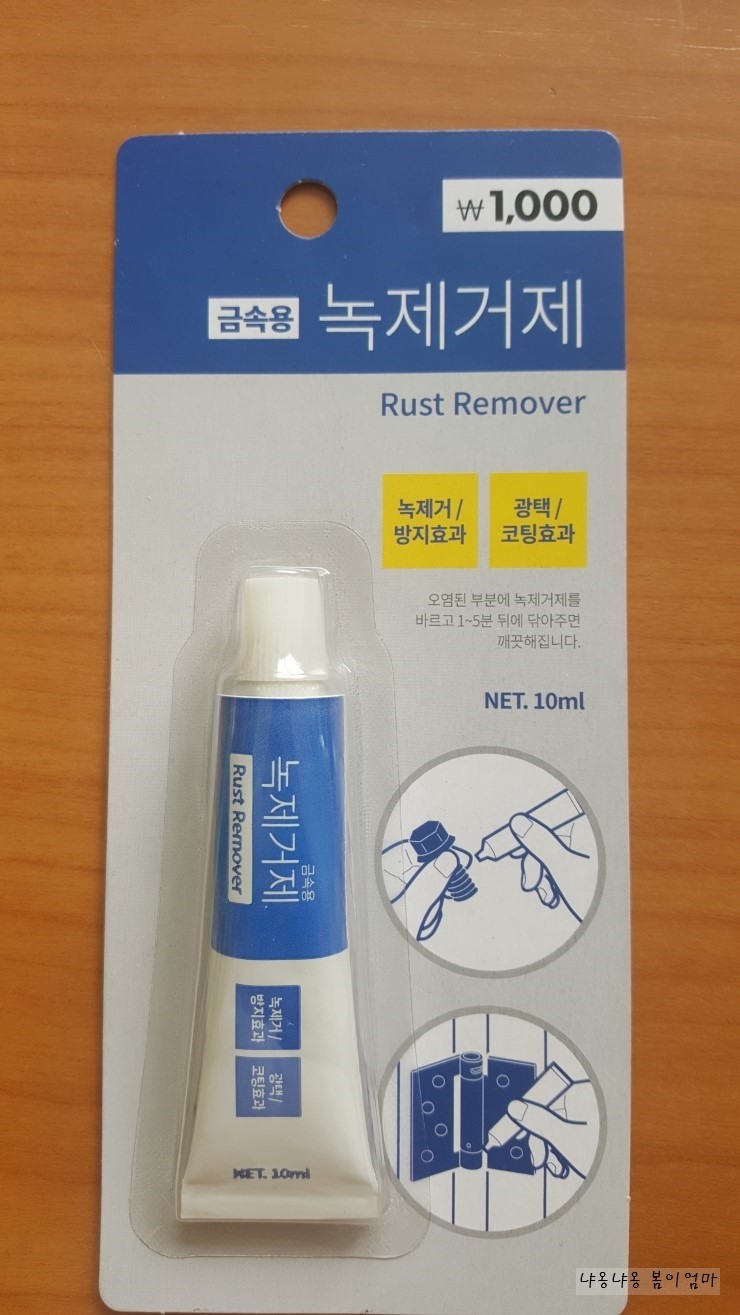 ₩1,000
금속용 녹제거제
Rust Remover
녹제거/
방지효과
광택/
코팅효과
오염된 부분에 녹제거제를
바르고 1~5분 뒤에 닦아주면
깨끗해집니다.
NET. 10ml
금속용
녹제거제
Rust Remover
녹제거/
방지효과
광택/
코팅효과
NET. 10ml
냐옹냐옹 봄이엄마